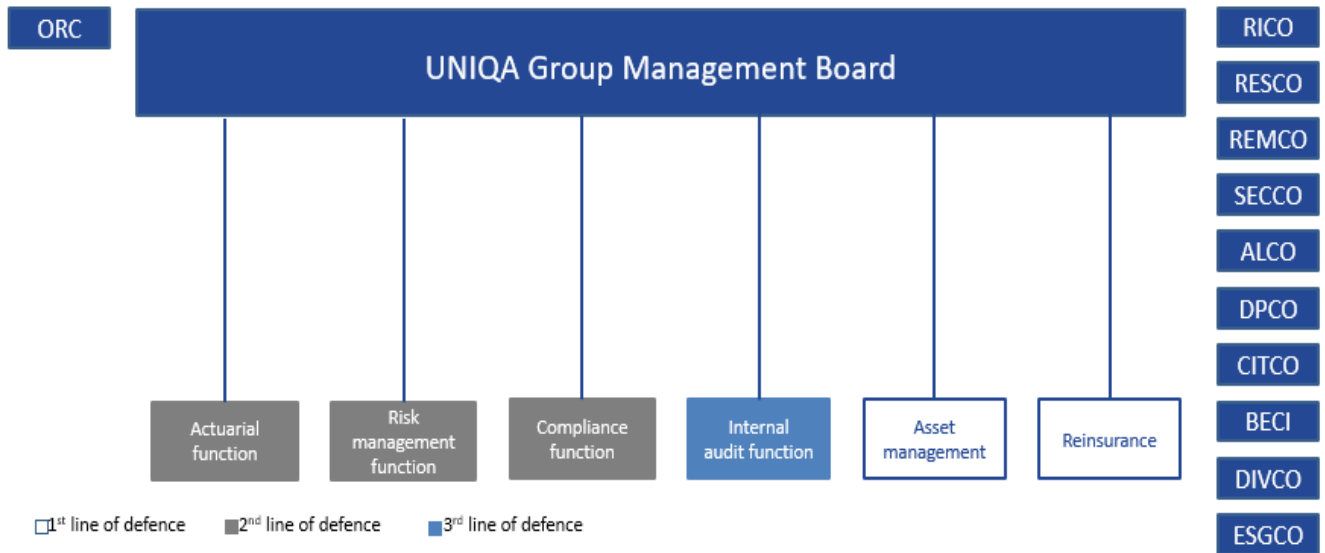 ORC
UNIQA Group Management Board
RICO
RESCO
REMCO
SECCO
ALCO
DPCO
CITCO
BECI
DIVCO
ESGCO
Actuarial
function
Risk
management
function
Compliance
function
Internal
audit function
Asset
management
Reinsurance
1st line of defence
2nd line of defence
3rd line of defence